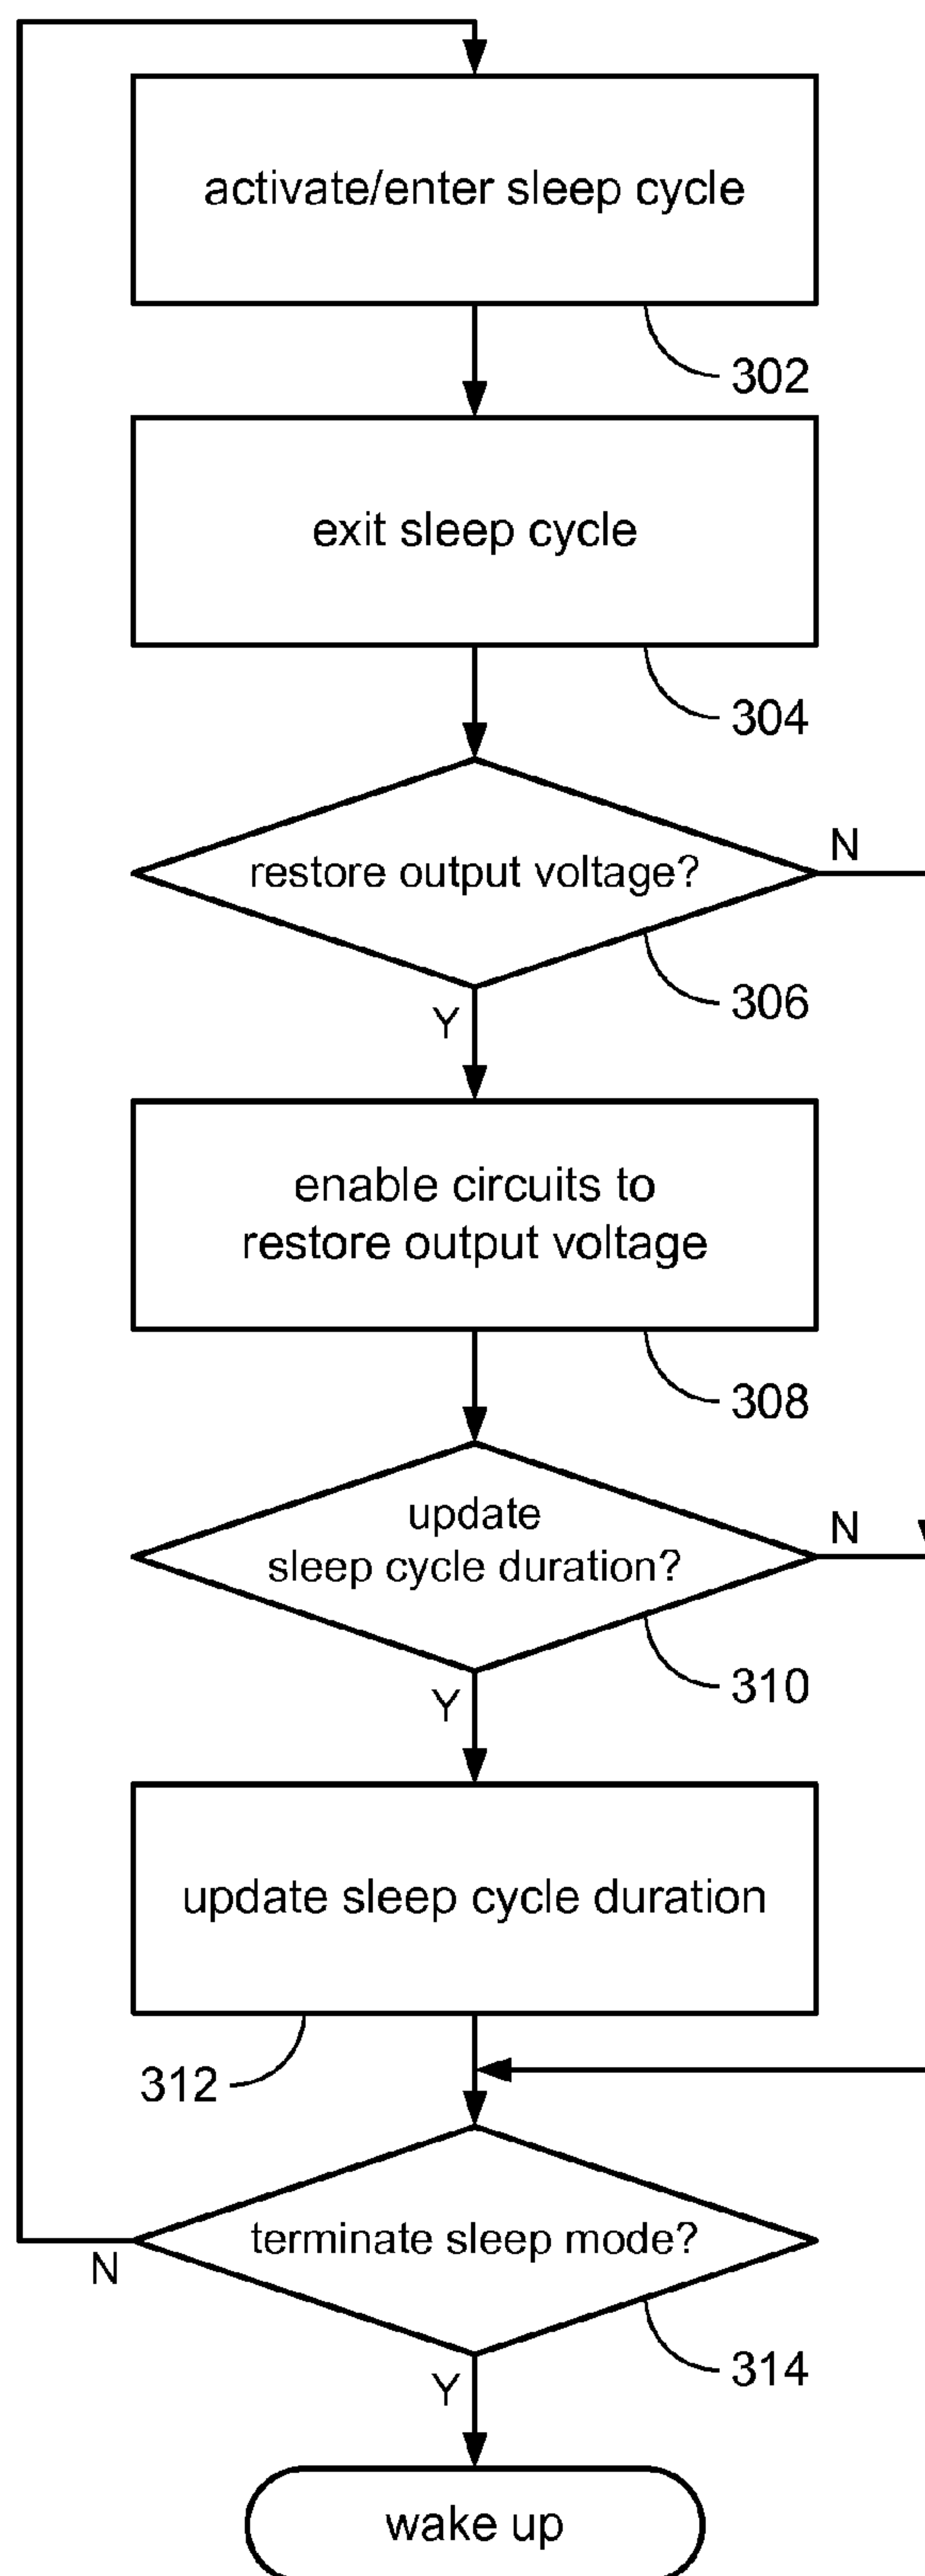 activate/enter sleep cycle
302
exit sleep cycle
304
restore output voltage?
N
306
Y
enable circuits to
restore output voltage
308
update
sleep cycle duration?
N
310
Y
update sleep cycle duration
312
terminate sleep mode?
N
314
Y
wake up